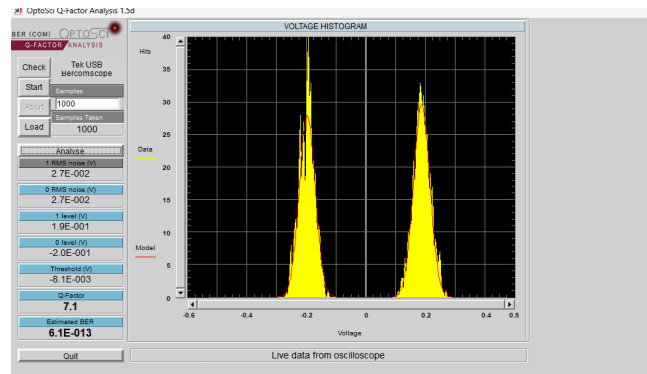 OptoSci Q-Factor Analysis 1.5d
BER (COM) OPTOSCI
Q-FACTOR ANALYSIS
Check
Tek USB
Bercomscope
Start
Samples
Abort
1000
Samples Taken
Load
1000
Analyse
1 RMS noise (V)
2.7E-002
0 RMS noise (V)
2.7E-002
1 level (V)
1.9E-001
0 level (V)
-2.0E-001
Threshold (V)
-8.1E-003
Q-Factor
7.1
Estimated BER
6.1E-013
Quit
VOLTAGE HISTOGRAM
Hits
40
35
30
25
Data
20
15
10
Model
5
0
-0.6 -0.4 -0.2 0 0.2 0.4 0.5
Voltage
Live data from oscilloscope